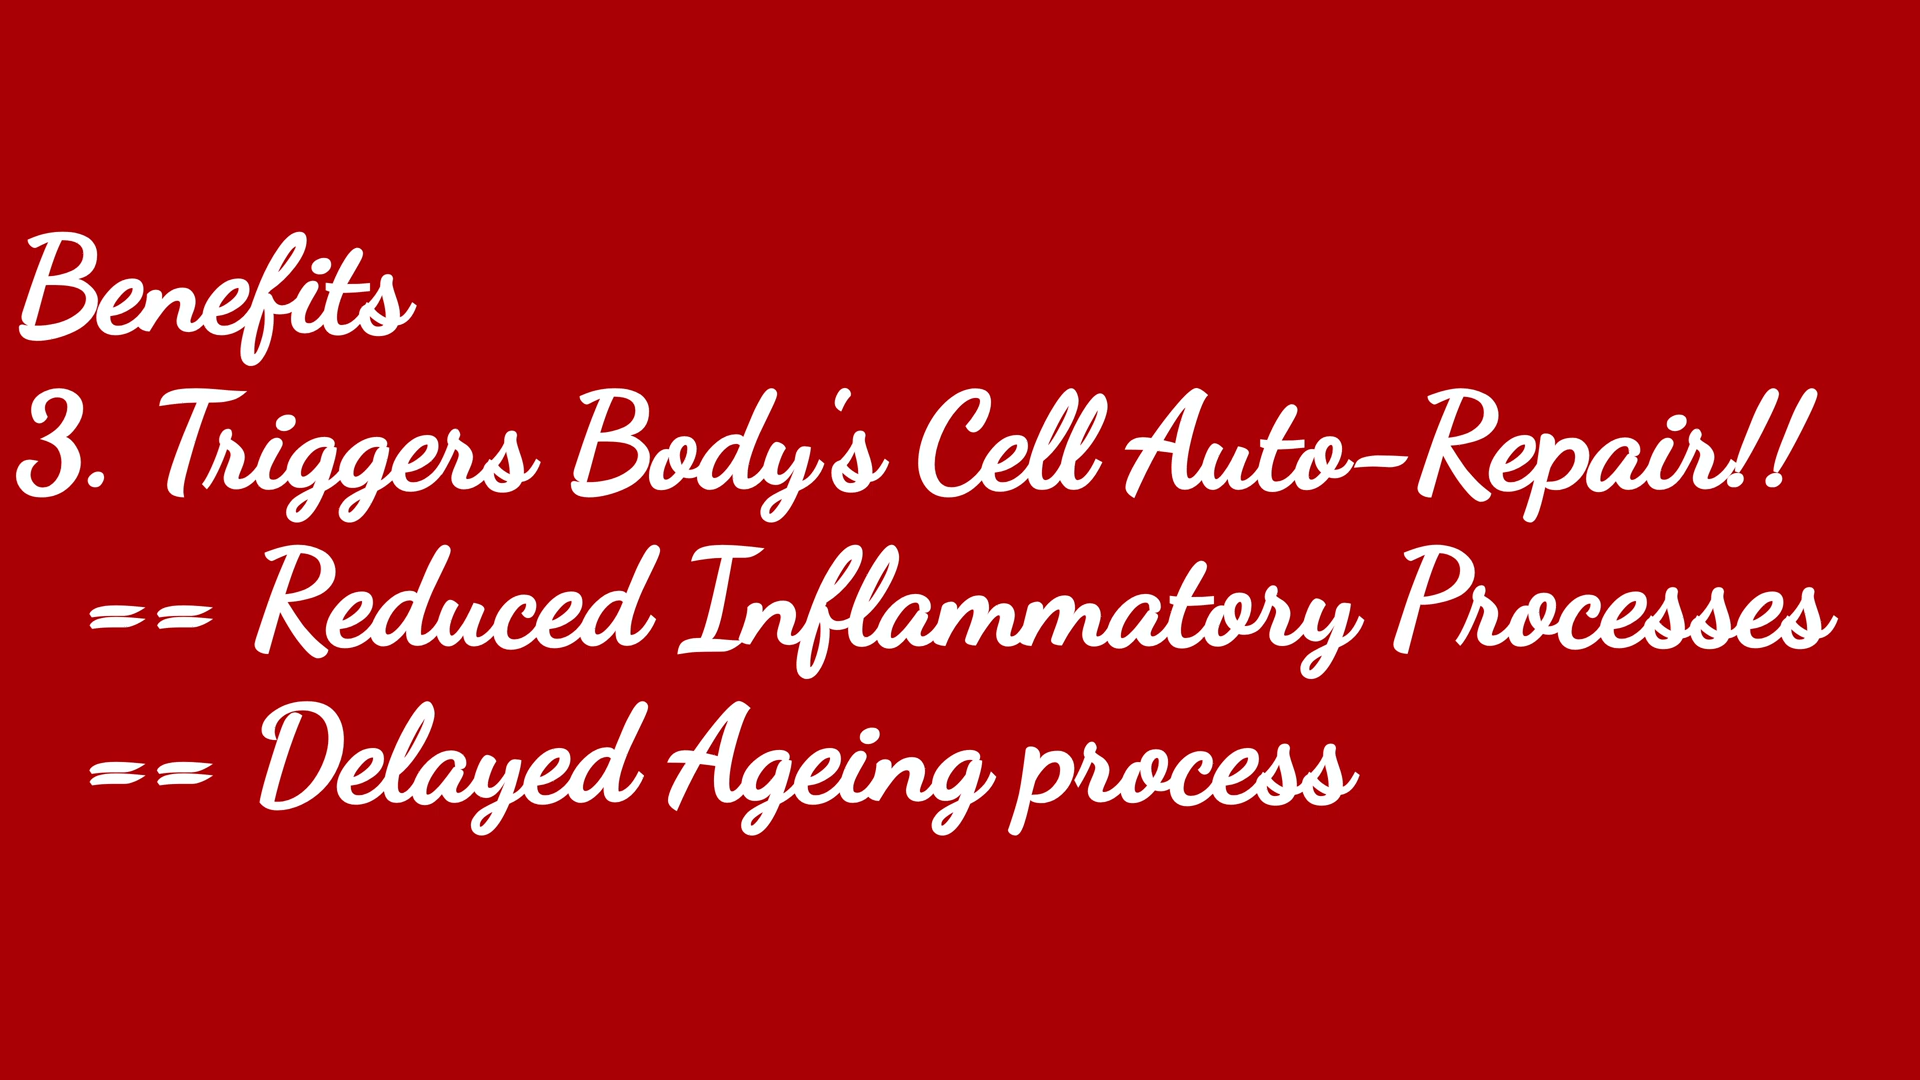 Benefits
3. Triggers Body's Cell Auto-Repair!!
== Reduced Inflammatory Processes
== Delayed Ageing process